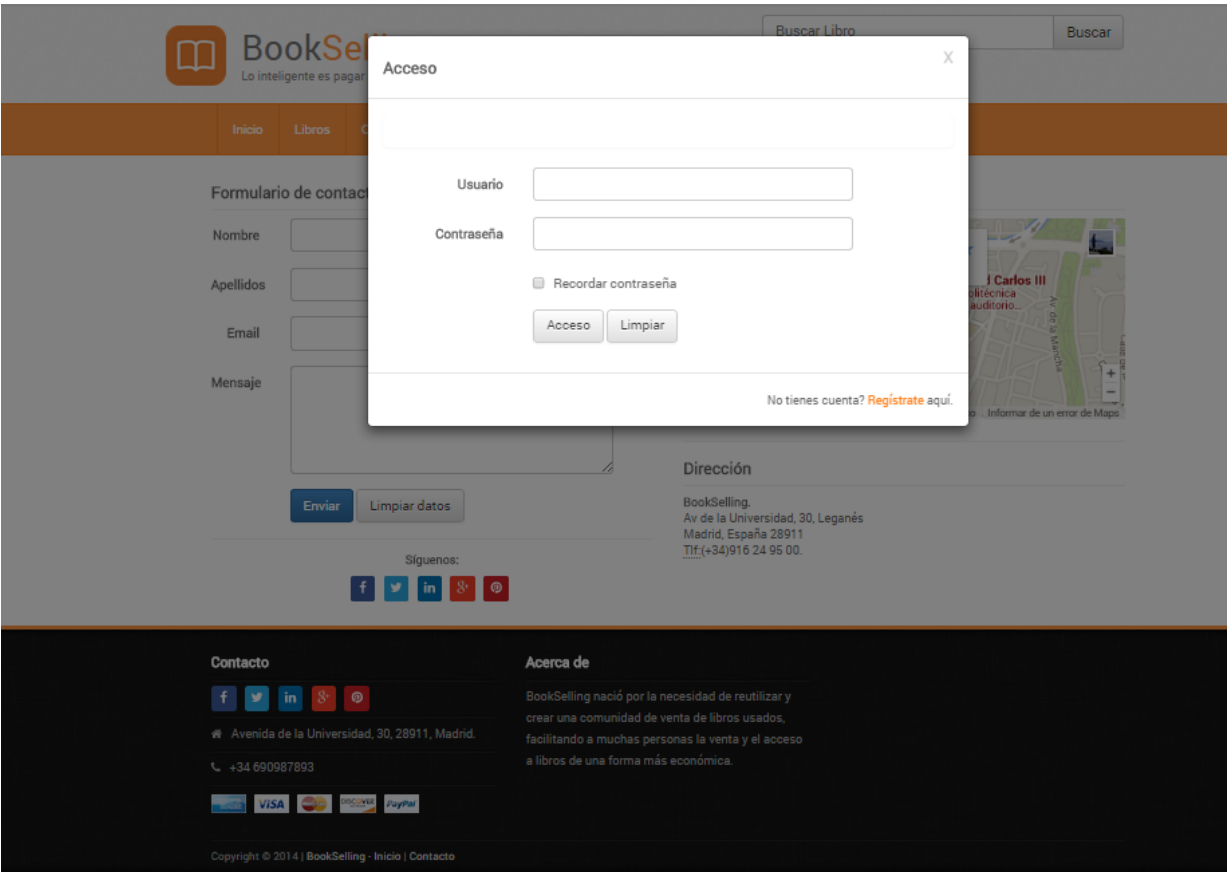 BookSel
Lo inteligente es pagar
Buscar Libro
Buscar
Inicio
Libros
Acceso
X
Usuario
Contraseña
Recordar contraseña
Acceso
Limpiar
No tienes cuenta? Regístrate aquí.
Formulario de contact
Nombre
Apellidos
Email
Mensaje
Enviar
Limpiar datos
Síguenos:
Carlos III
olitécnica
auditorio...
Av. de la Mancha
Informar de un error de Maps
Dirección
BookSelling.
Av de la Universidad, 30, Leganés
Madrid, España 28911
Tlf:(+34)916 24 95 00.
Contacto
Avenida de la Universidad, 30, 28911, Madrid.
+34 690987893
VISA
DISCOVER
PayPal
Acerca de
BookSelling nació por la necesidad de reutilizar y
crear una comunidad de venta de libros usados,
facilitando a muchas personas la venta y el acceso
a libros de una forma más económica.
Copyright © 2014 | BookSelling - Inicio | Contacto